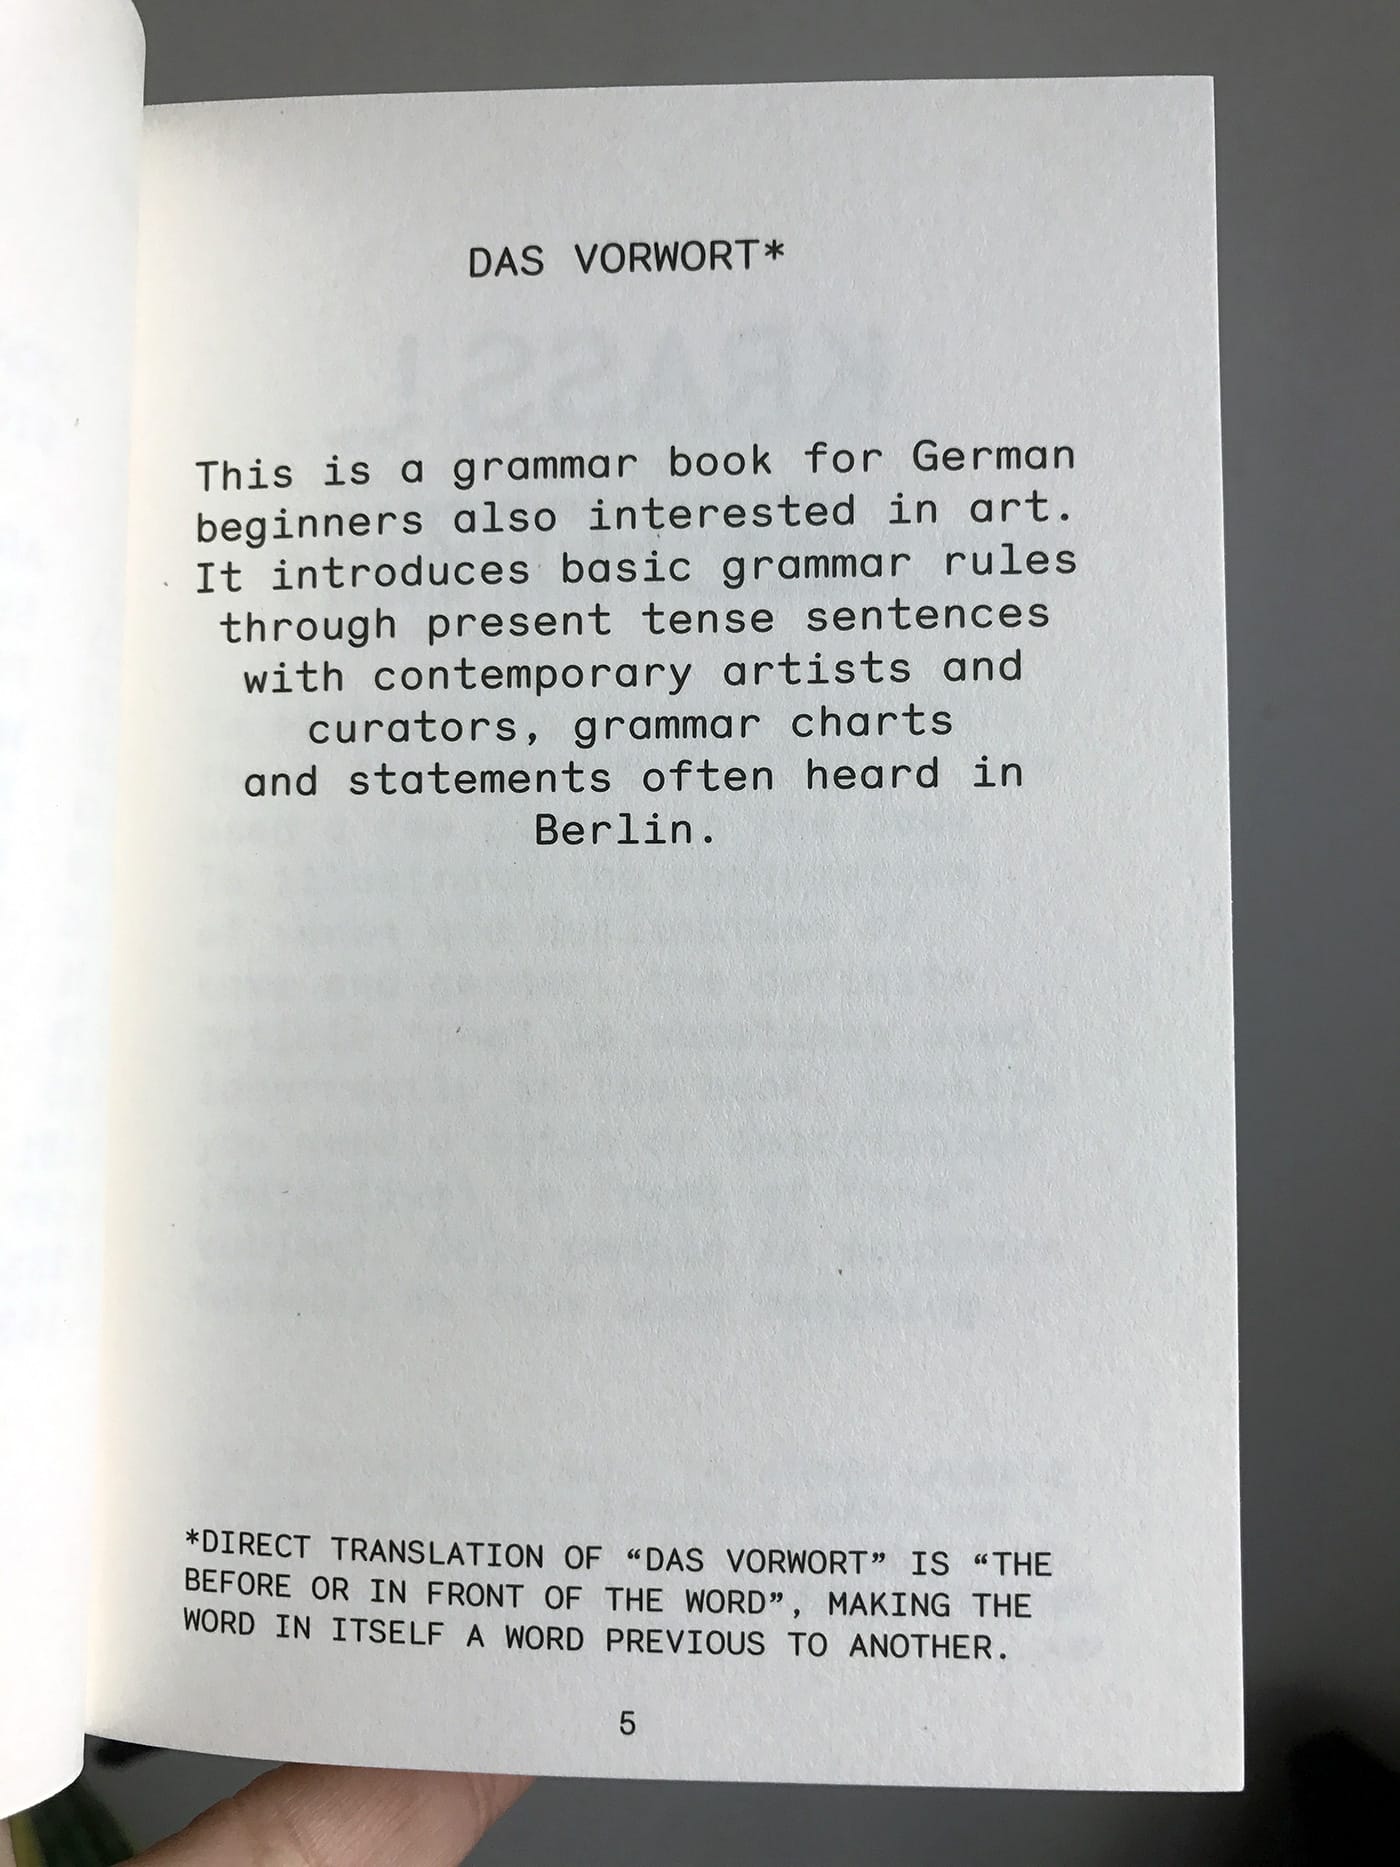 DAS VORWORT*
This is a grammar book for German
beginners also interested in art.
It introduces basic grammar rules
through present tense sentences
with contemporary artists and
curators, grammar charts
and statements often heard in
Berlin.
*DIRECT TRANSLATION OF “DAS VORWORT” IS “THE
BEFORE OR IN FRONT OF THE WORD”, MAKING THE
WORD IN ITSELF A WORD PREVIOUS TO ANOTHER.
5